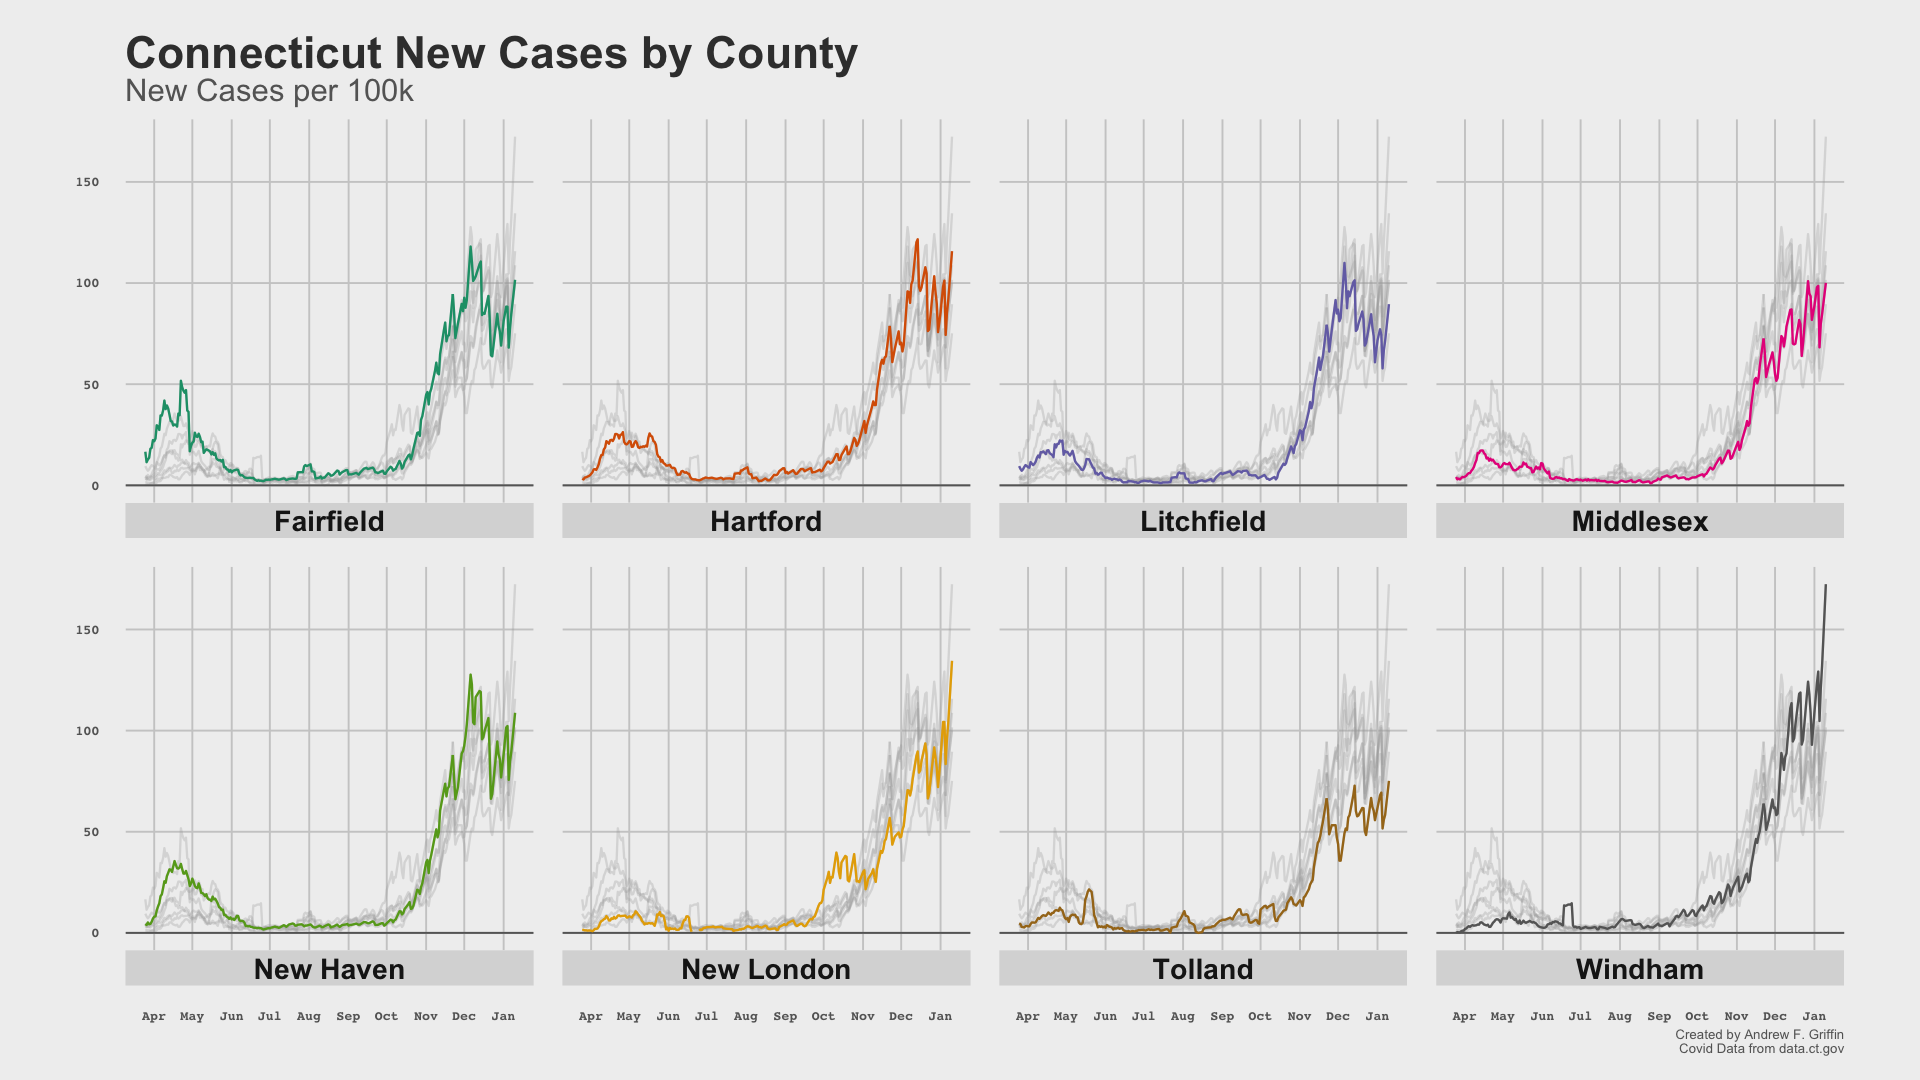 Connecticut New Cases by County
New Cases per 100k
150
100
50
0
Fairfield Hartford Litchfield Middlesex
150
100
50
0
New Haven New London Tolland Windham
Apr May Jun Jul Aug Sep Oct Nov Dec Jan Apr May Jun Jul Aug Sep Oct Nov Dec Jan Apr May Jun Jul Aug Sep Oct Nov Dec Jan Apr May Jun Jul Aug Sep Oct Nov Dec Jan
Created by Andrew F. Griffin
Covid Data from data.ct.gov